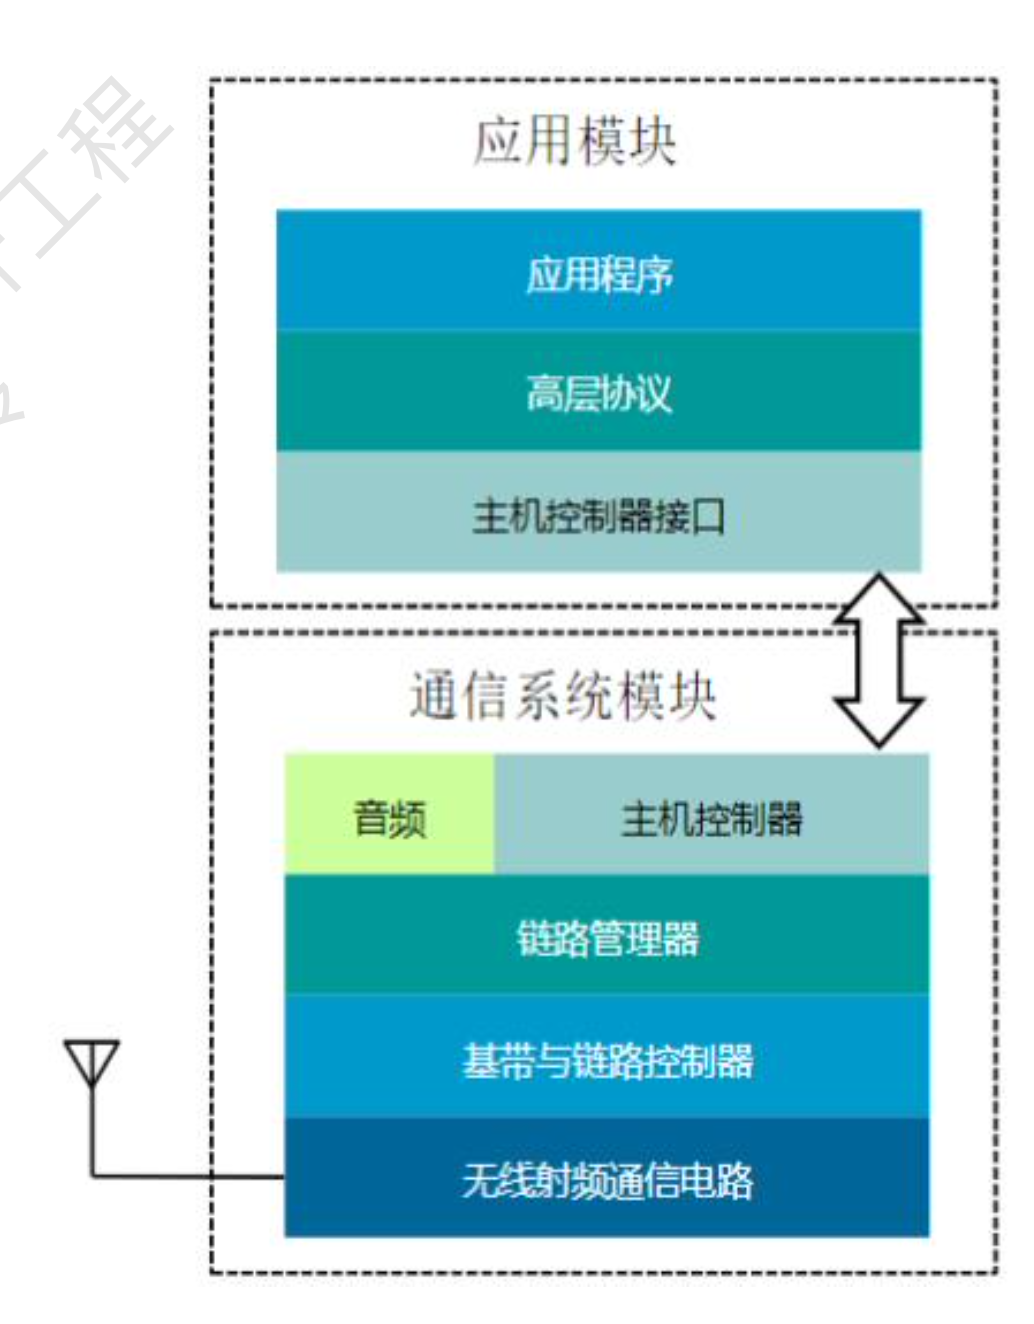 工程
应用模块
应用程序
高层协议
主机控制器接口
通信系统模块
音频
主机控制器
链路管理器
基带与链路控制器
无线射频通信电路